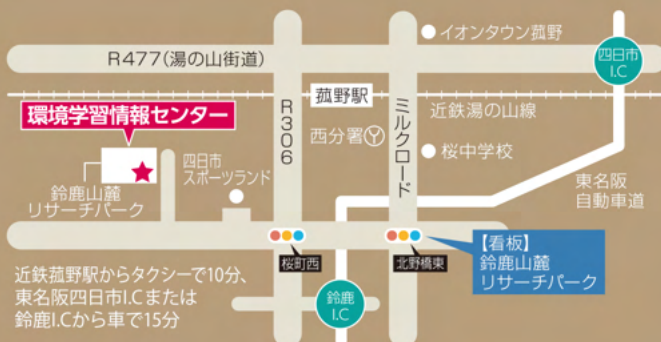 イオンタウン菰野
R477(湯の山街道)
四日市
I.C
菰野駅
近鉄湯の山線
環境学習情報センター
R306
ミルクロード
西分署
桜中学校
四日市
スポーツランド
鈴鹿山麓
リサーチパーク
東名阪
自動車道
桜町西
北野橋東
【看板】
鈴鹿山麓
リサーチパーク
近鉄菰野駅からタクシーで10分、
東名阪四日市I.Cまたは
鈴鹿I.Cから車で15分
鈴鹿
I.C